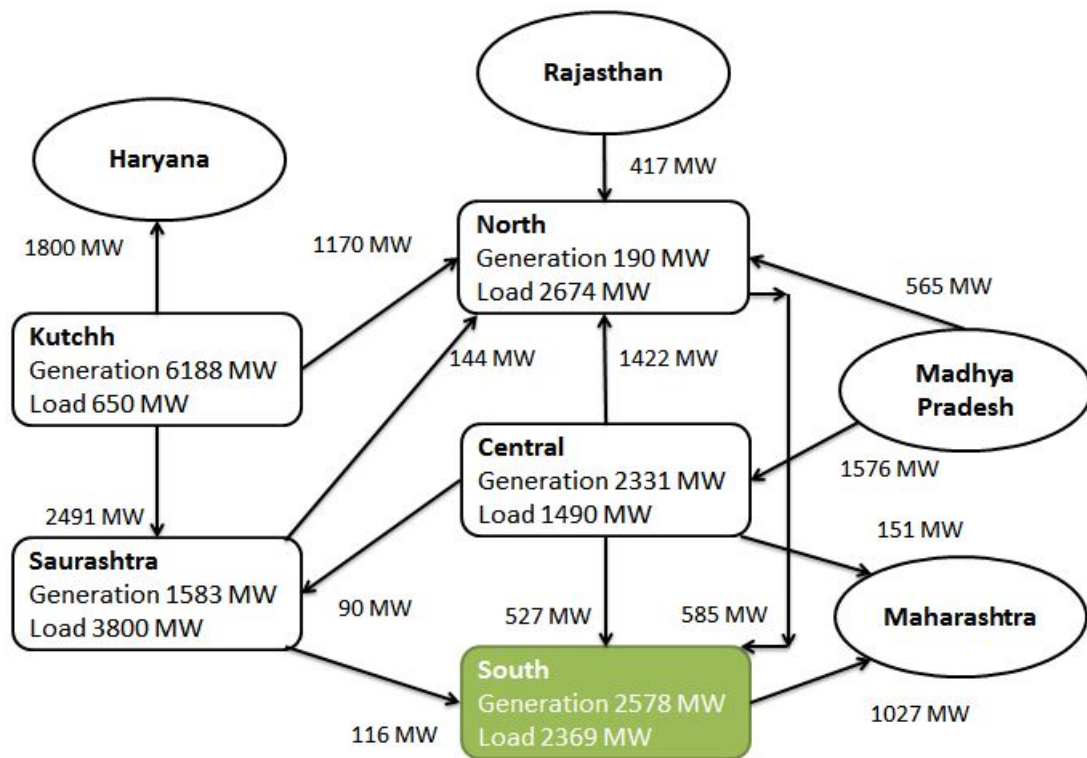 Rajasthan
Haryana
417 MW
1800 MW
1170 MW
North
Generation 190 MW
Load 2674 MW
565 MW
Kutchh
Generation 6188 MW
Load 650 MW
144 MW
1422 MW
Madhya
Pradesh
Central
Generation 2331 MW
Load 1490 MW
1576 MW
2491 MW
151 MW
Saurashtra
Generation 1583 MW
Load 3800 MW
90 MW
527 MW
585 MW
Maharashtra
South
Generation 2578 MW
Load 2369 MW
116 MW
1027 MW